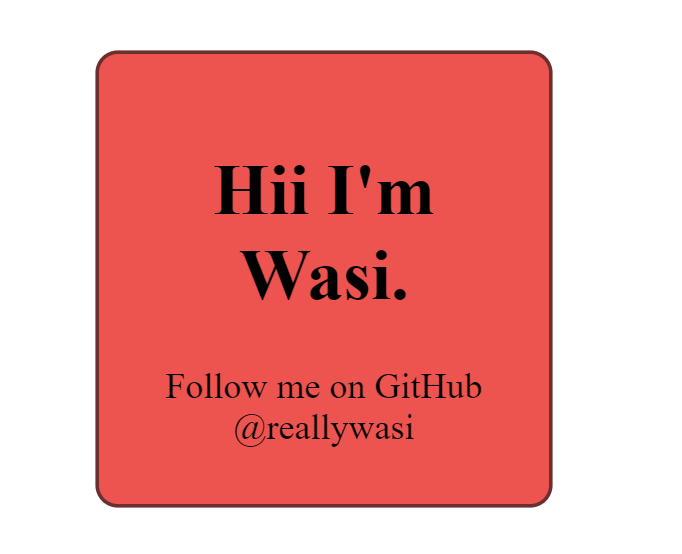 Hii I'm
Wasi.
Follow me on GitHub
@reallywasi